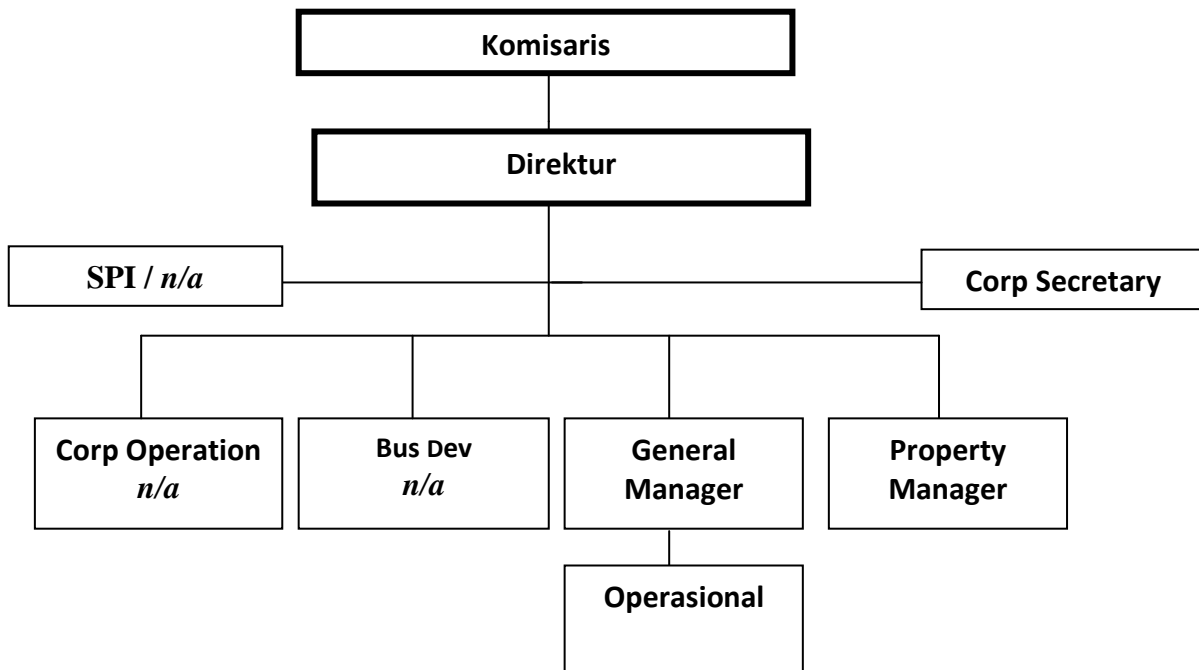 Komisaris
Direktur
SPI / n/a
Corp Secretary
Corp Operation
n/a
Bus Dev
n/a
General
Manager
Property
Manager
Operasional